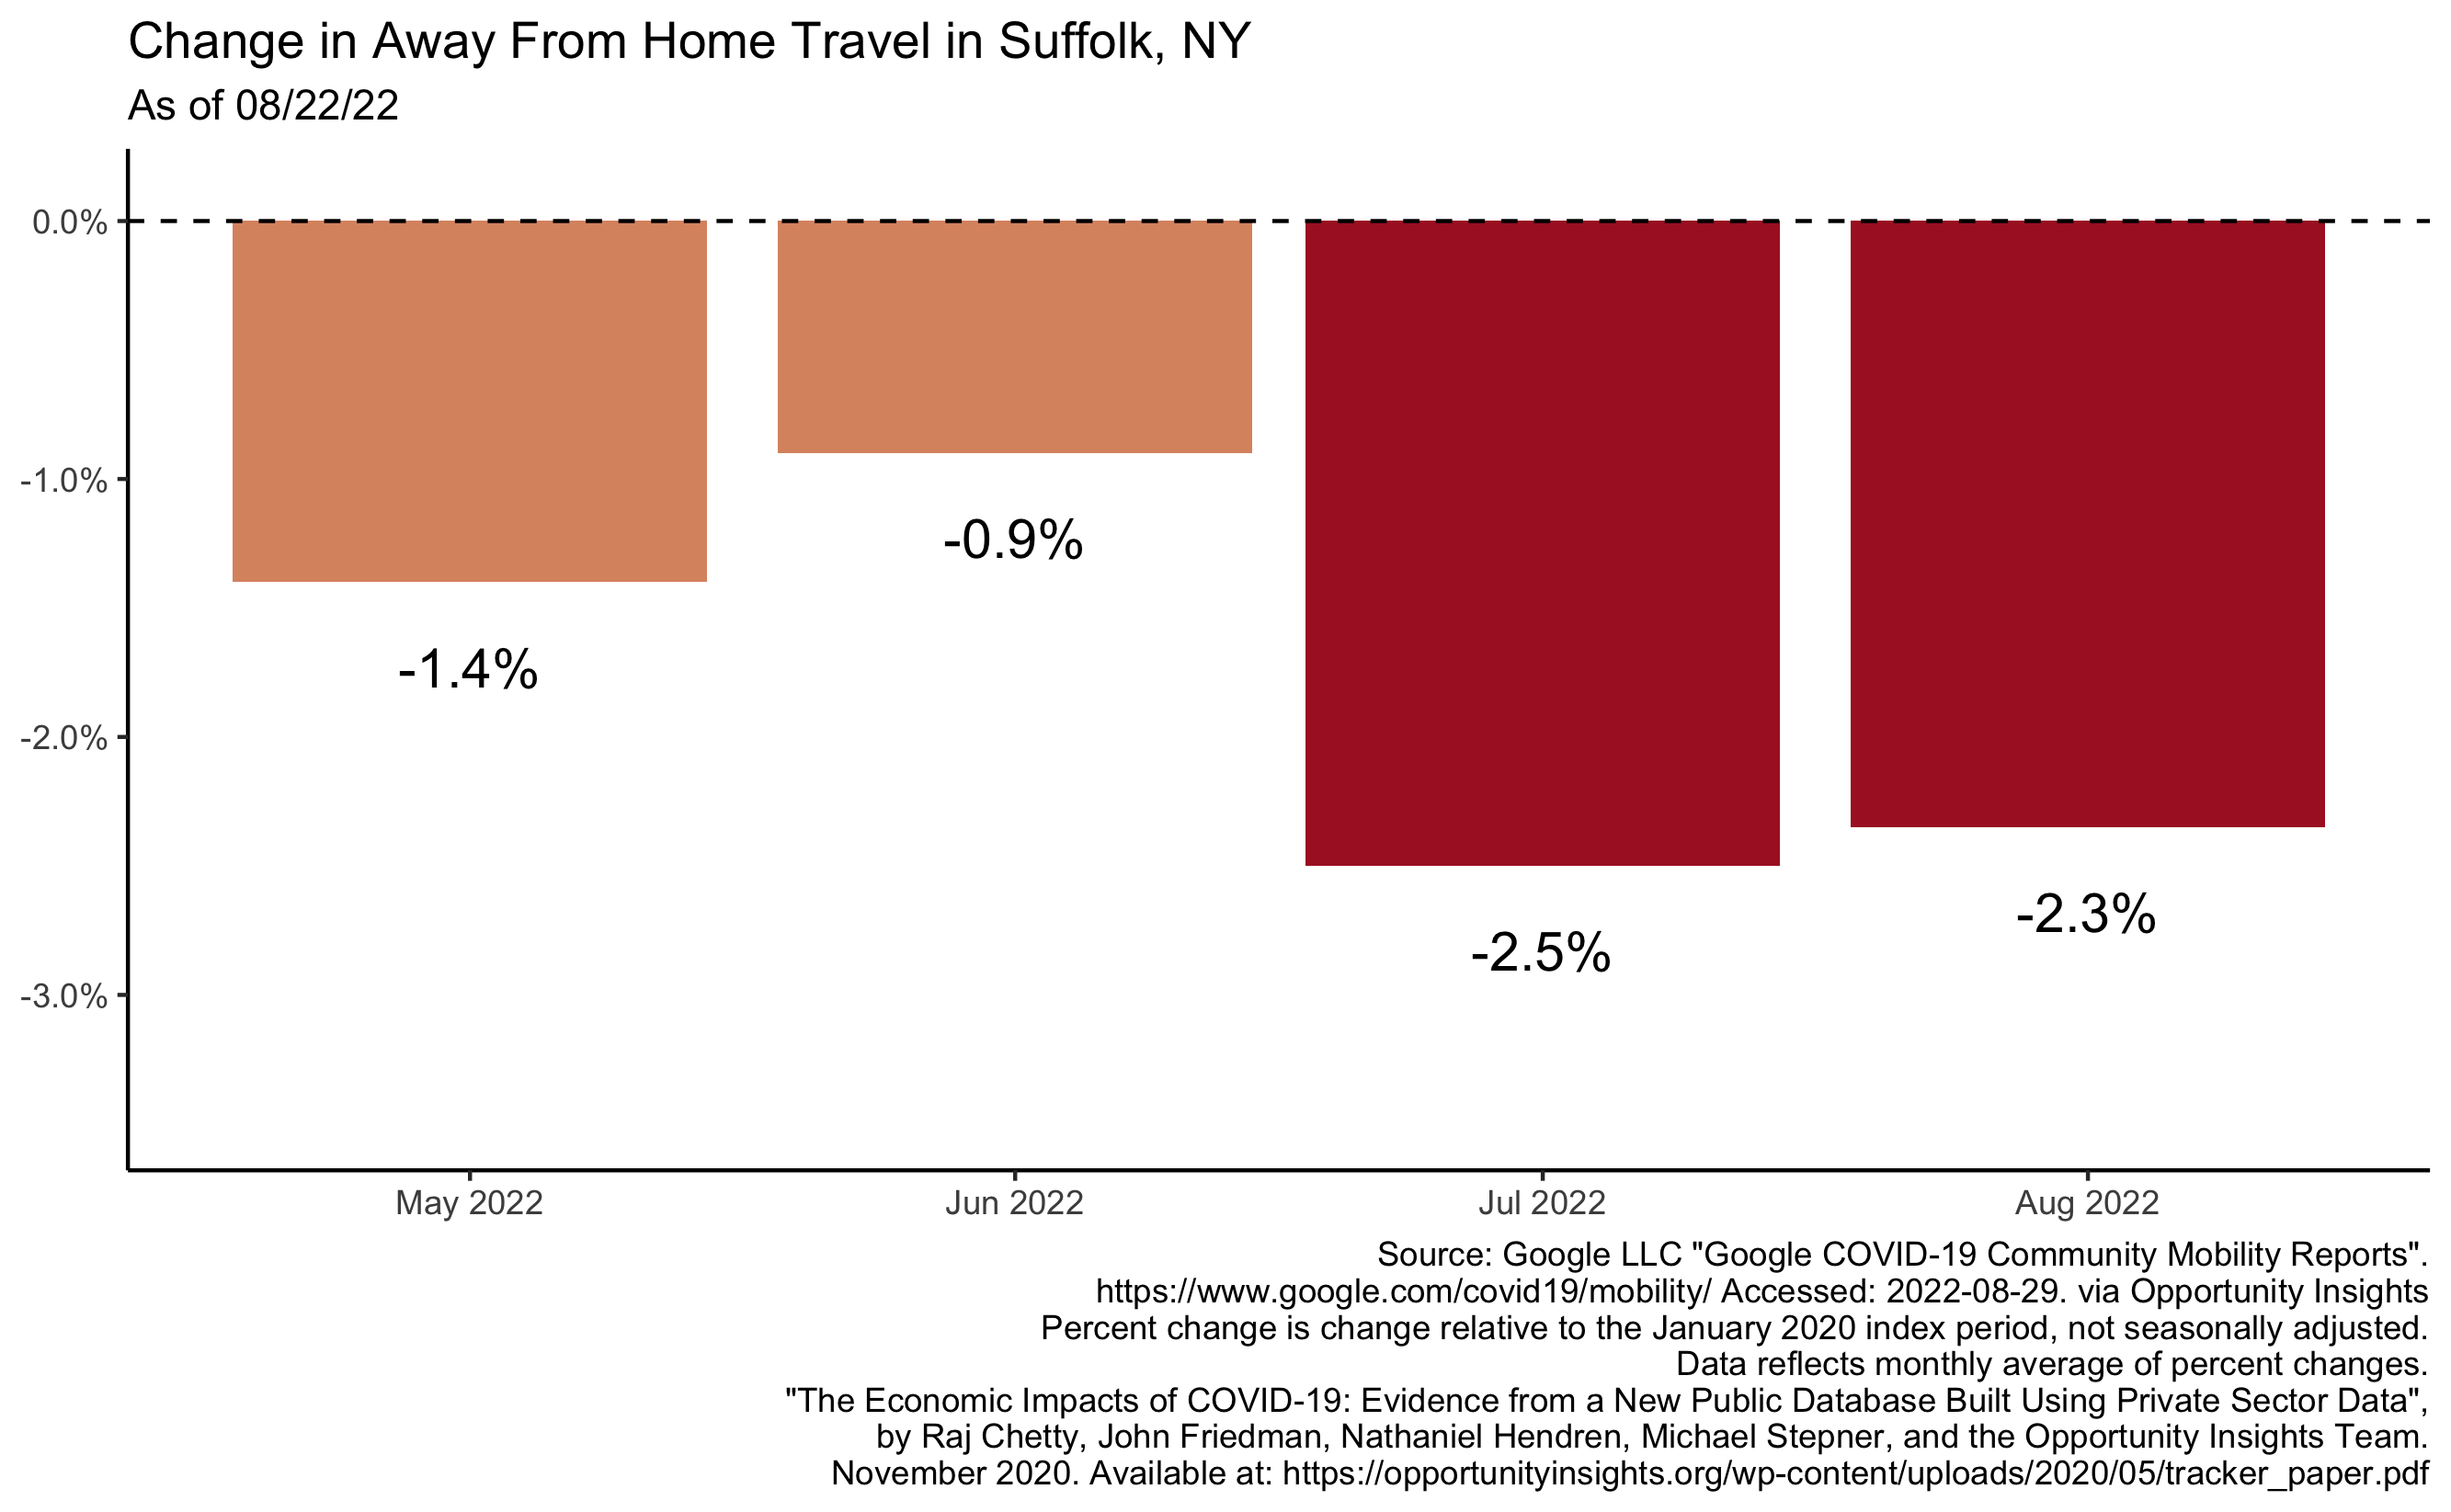 Change in Away From Home Travel in Suffolk, NY
As of 08/22/22
0.0%
-1.0%
-2.0%
-3.0%
-1.4%
-0.9%
-2.5%
-2.3%
May 2022
Jun 2022
Jul 2022
Aug 2022
Source: Google LLC "Google COVID-19 Community Mobility Reports".
https://www.google.com/covid19/mobility/ Accessed: 2022-08-29. via Opportunity Insights
Percent change is change relative to the January 2020 index period, not seasonally adjusted.
Data reflects monthly average of percent changes.
"The Economic Impacts of COVID-19: Evidence from a New Public Database Built Using Private Sector Data",
by Raj Chetty, John Friedman, Nathaniel Hendren, Michael Stepner, and the Opportunity Insights Team.
November 2020. Available at: https://opportunityinsights.org/wp-content/uploads/2020/05/tracker_paper.pdf